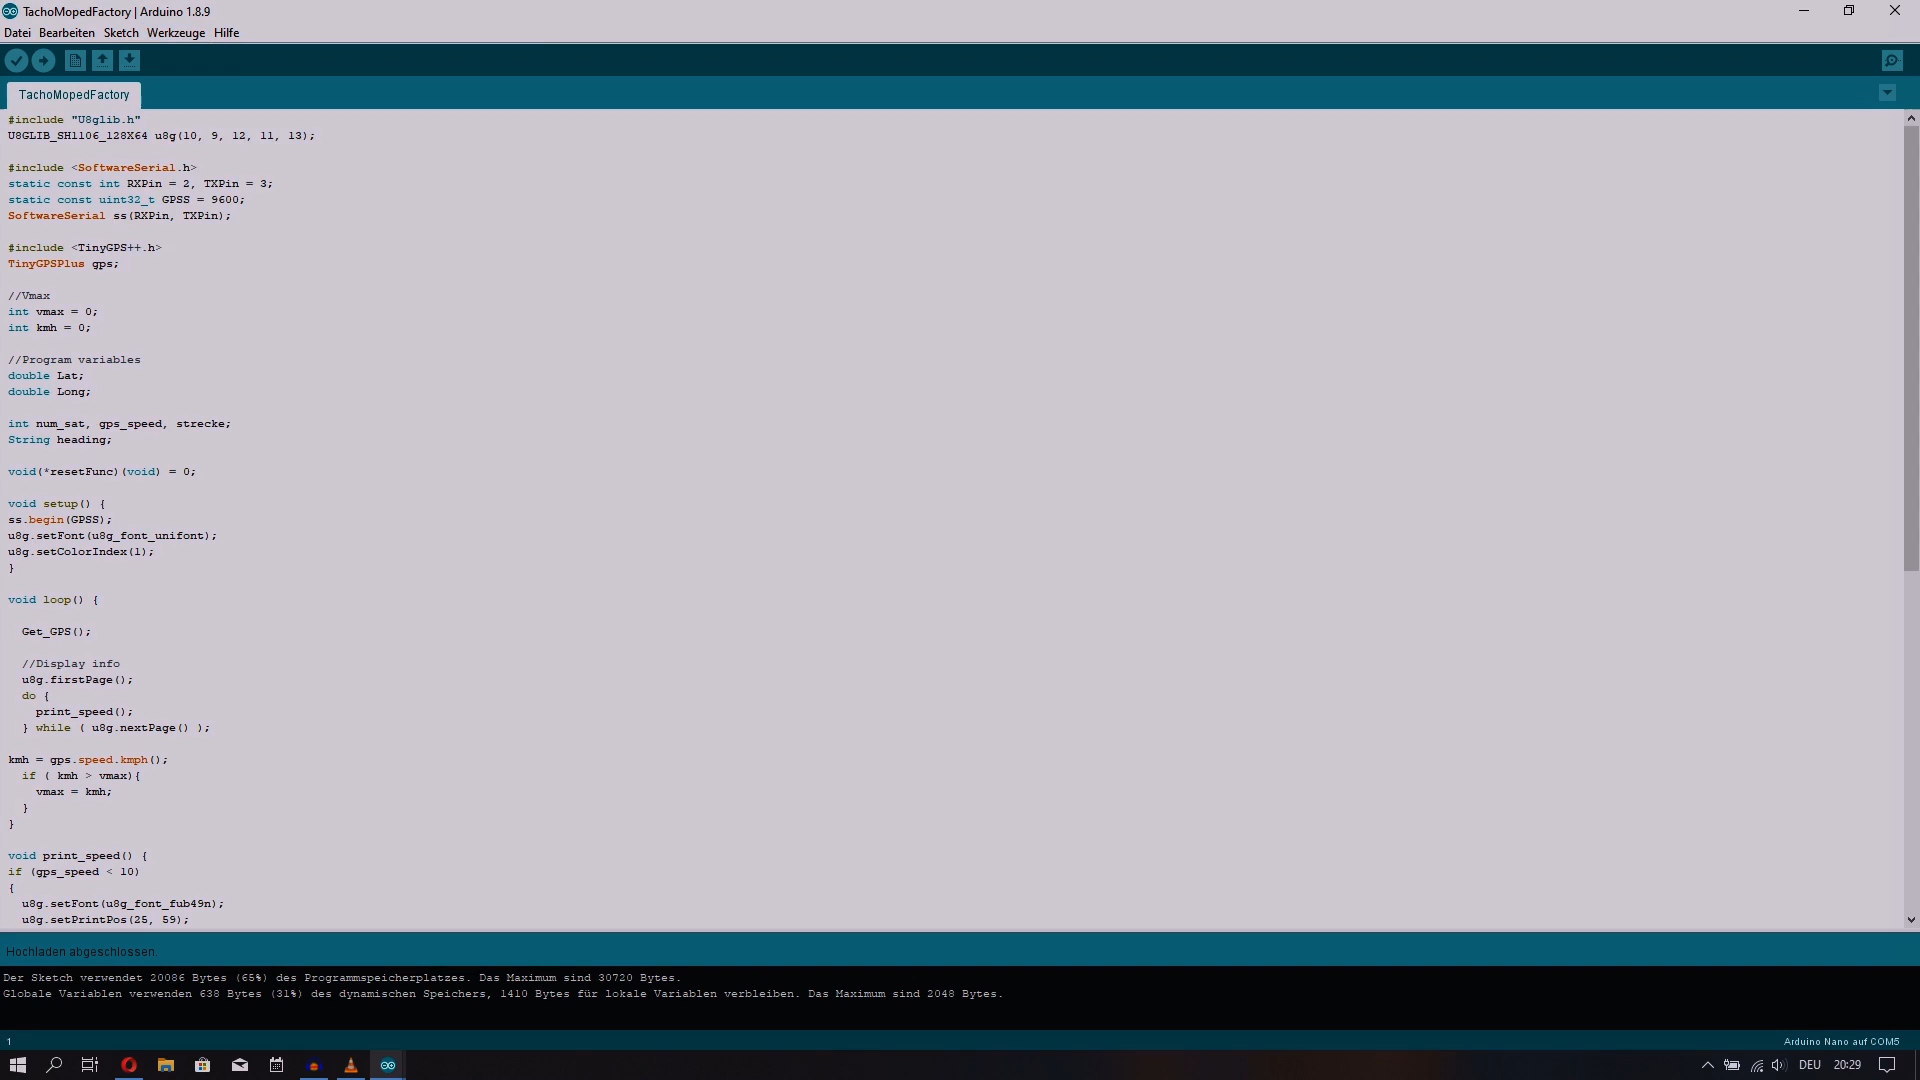 TachoMopedFactory | Arduino 1.8.9
Datei Bearbeiten Sketch Werkzeuge Hilfe
TachoMopedFactory
#include "U8glib.h"
U8GLIB_SH1106_128X64 u8g(10, 9, 12, 11, 13);
#include <SoftwareSerial.h>
static const int RXPin = 2, TXPin = 3;
static const uint32_t GPSS = 9600;
SoftwareSerial ss(RXPin, TXPin);
#include <TinyGPS++.h>
TinyGPSPlus gps;
//Vmax
int vmax = 0;
int kmh = 0;
//Program variables
double Lat;
double Long;
int num_sat, gps_speed, strecke;
String heading;
void(*resetFunc)(void) = 0;
void setup() {
ss.begin(GPSS);
u8g.setFont(u8g_font_unifont);
u8g.setColorIndex(1);
}
void loop() {
Get_GPS();
//Display info
u8g.firstPage();
do {
print_speed();
} while ( u8g.nextPage() );
kmh = gps.speed.kmph();
if ( kmh > vmax){
vmax = kmh;
}
}
void print_speed() {
if (gps_speed < 10)
{
u8g.setFont(u8g_font_fub49n);
u8g.setPrintPos(25, 59);
Hochladen abgeschlossen.
Der Sketch verwendet 20086 Bytes (65%) des Programmspeicherplatzes. Das Maximum sind 30720 Bytes.
Globale Variablen verwenden 638 Bytes (31%) des dynamischen Speichers, 1410 Bytes für lokale Variablen verbleiben. Das Maximum sind 2048 Bytes.
1
Arduino Nano auf COM5
DEU 20:29